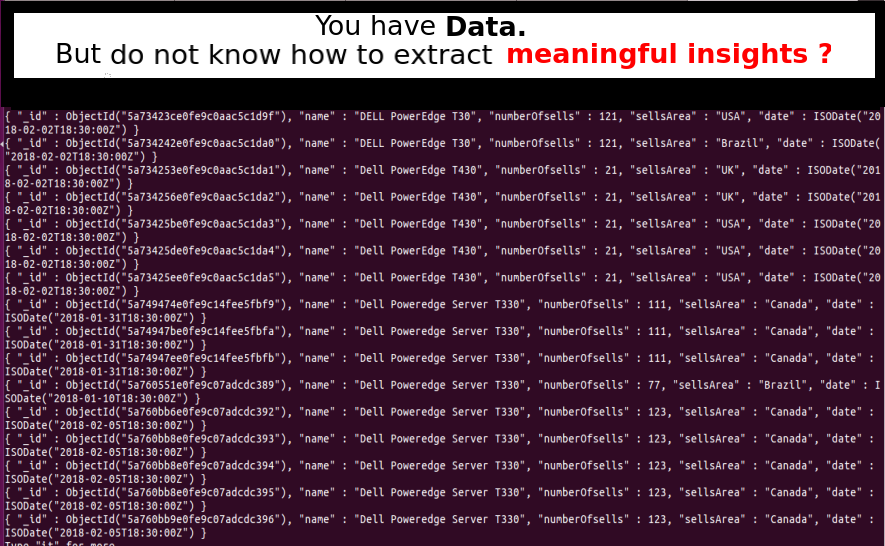 You have Data.
But do not know how to extract meaningful insights ?
{ "_id" : ObjectId("5a73423ce0fe9c0aac5c1d9f"), "name" : "DELL PowerEdge T30", "numberOfsells" : 121, "sellsArea" : "USA", "date" : ISODate("20
18-02-02T18:30:00Z") }
{ "_id" : ObjectId("5a734242e0fe9c0aac5c1da0"), "name" : "DELL PowerEdge T30", "numberOfsells" : 121, "sellsArea" : "Brazil", "date" : ISODate(
"2018-02-02T18:30:00Z") }
{ "_id" : ObjectId("5a734253e0fe9c0aac5c1da1"), "name" : "Dell PowerEdge T430", "numberOfsells" : 21, "sellsArea" : "UK", "date" : ISODate("201
8-02-02T18:30:00Z") }
{ "_id" : ObjectId("5a734256e0fe9c0aac5c1da2"), "name" : "Dell PowerEdge T430", "numberOfsells" : 21, "sellsArea" : "UK", "date" : ISODate("201
8-02-02T18:30:00Z") }
{ "_id" : ObjectId("5a73425be0fe9c0aac5c1da3"), "name" : "Dell PowerEdge T430", "numberOfsells" : 21, "sellsArea" : "USA", "date" : ISODate("20
18-02-02T18:30:00Z") }
{ "_id" : ObjectId("5a73425de0fe9c0aac5c1da4"), "name" : "Dell PowerEdge T430", "numberOfsells" : 21, "sellsArea" : "USA", "date" : ISODate("20
18-02-02T18:30:00Z") }
{ "_id" : ObjectId("5a73425ee0fe9c0aac5c1da5"), "name" : "Dell PowerEdge T430", "numberOfsells" : 21, "sellsArea" : "USA", "date" : ISODate("20
18-02-02T18:30:00Z") }
{ "_id" : ObjectId("5a749474e0fe9c14fee5fbf9"), "name" : "Dell Poweredge Server T330", "numberOfsells" : 111, "sellsArea" : "Canada", "date" :
ISODate("2018-01-31T18:30:00Z") }
{ "_id" : ObjectId("5a74947be0fe9c14fee5fbfa"), "name" : "Dell Poweredge Server T330", "numberOfsells" : 111, "sellsArea" : "Canada", "date" :
ISODate("2018-01-31T18:30:00Z") }
{ "_id" : ObjectId("5a74947ee0fe9c14fee5fbfb"), "name" : "Dell Poweredge Server T330", "numberOfsells" : 111, "sellsArea" : "Canada", "date" :
ISODate("2018-01-31T18:30:00Z") }
{ "_id" : ObjectId("5a760551e0fe9c07adcdc389"), "name" : "Dell Poweredge Server T330", "numberOfsells" : 77, "sellsArea" : "Brazil", "date" : I
SODate("2018-01-10T18:30:00Z") }
{ "_id" : ObjectId("5a760bb6e0fe9c07adcdc392"), "name" : "Dell Poweredge Server T330", "numberOfsells" : 123, "sellsArea" : "Canada", "date" :
ISODate("2018-02-05T18:30:00Z") }
{ "_id" : ObjectId("5a760bb8e0fe9c07adcdc393"), "name" : "Dell Poweredge Server T330", "numberOfsells" : 123, "sellsArea" : "Canada", "date" :
ISODate("2018-02-05T18:30:00Z") }
{ "_id" : ObjectId("5a760bb8e0fe9c07adcdc394"), "name" : "Dell Poweredge Server T330", "numberOfsells" : 123, "sellsArea" : "Canada", "date" :
ISODate("2018-02-05T18:30:00Z") }
{ "_id" : ObjectId("5a760bb8e0fe9c07adcdc395"), "name" : "Dell Poweredge Server T330", "numberOfsells" : 123, "sellsArea" : "Canada", "date" :
ISODate("2018-02-05T18:30:00Z") }
{ "_id" : ObjectId("5a760bb9e0fe9c07adcdc396"), "name" : "Dell Poweredge Server T330", "numberOfsells" : 123, "sellsArea" : "Canada", "date" :
ISODate("2018-02-05T18:30:00Z") }
Type "it" for more